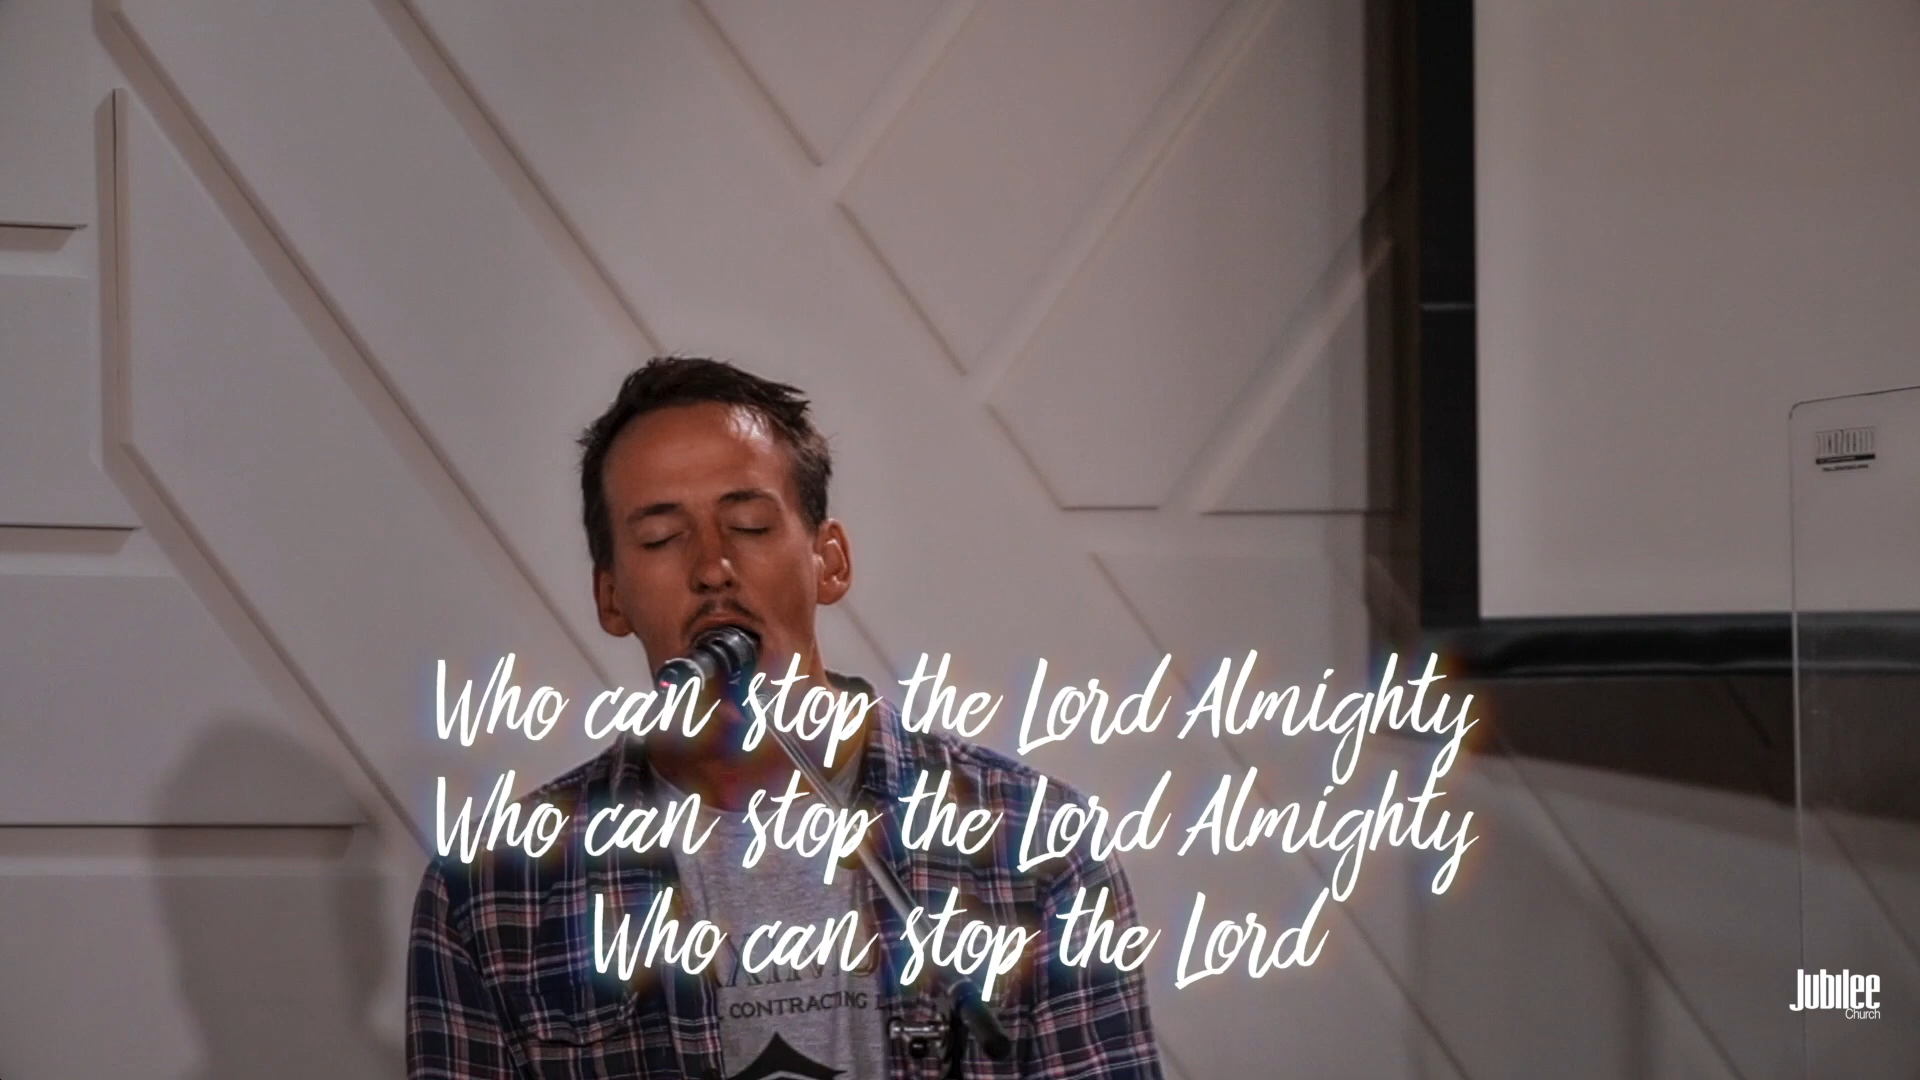 Who can stop the Lord Almighty
Who can stop the Lord Almighty
Who can stop the Lord
CONTRACTING
Jubilee
Church